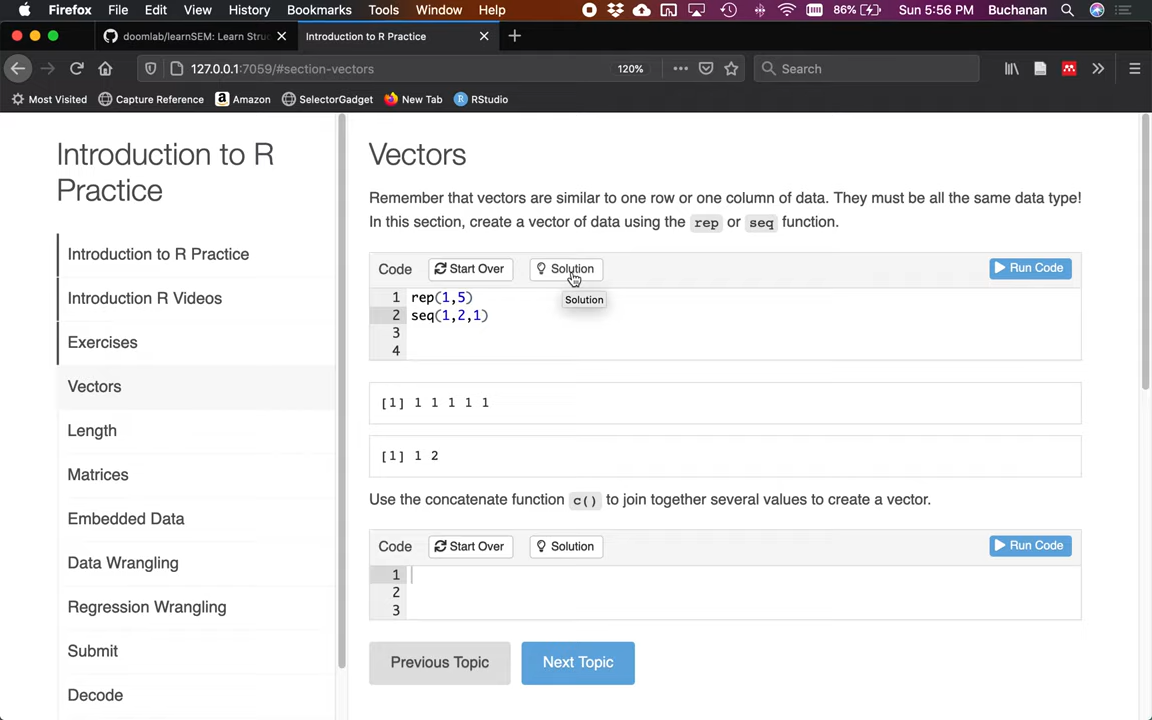 Firefox File Edit View History Bookmarks Tools Window Help 86% Sun 5:56 PM Buchanan
doomlab/learnSEM: Learn Stru Introduction to R Practice
127.0.0.1:7059/#section-vectors 120% Search
Most Visited Capture Reference Amazon SelectorGadget New Tab RStudio
Introduction to R
Practice
Introduction to R Practice
Introduction R Videos
Exercises
Vectors
Length
Matrices
Embedded Data
Data Wrangling
Regression Wrangling
Submit
Decode
Vectors
Remember that vectors are similar to one row or one column of data. They must be all the same data type!
In this section, create a vector of data using the rep or seq function.
Code Start Over Solution Run Code
Solution
1 rep(1,5)
2 seq(1,2,1)
3
4
[1] 1 1 1 1 1
[1] 1 2
Use the concatenate function c() to join together several values to create a vector.
Code Start Over Solution Run Code
1
2
3
Previous Topic Next Topic